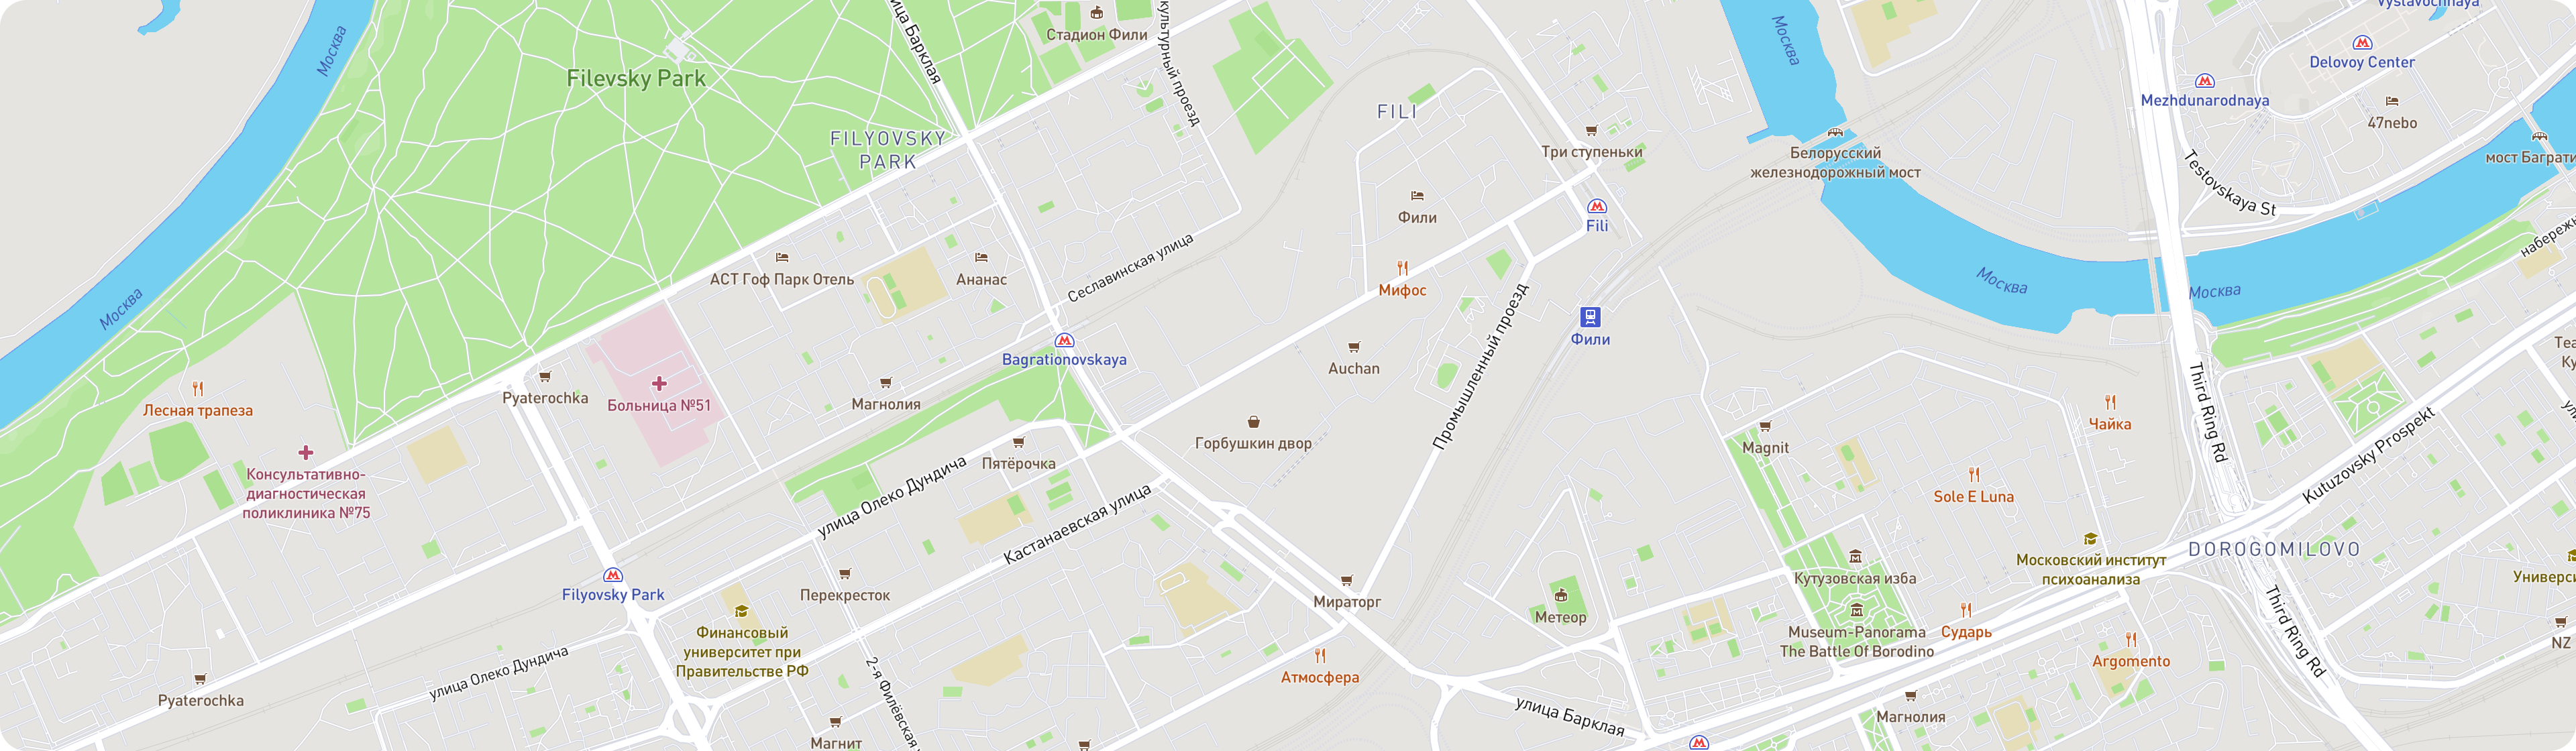 Москва
Filevsky Park
улица Барклая
Стадион Фили
культурный проезд
Москва
Vystavochnaya
Delovoy Center
Mezhdunarodnaya
47nebo
FILYOVSKY
PARK
FILI
Три ступеньки
Белорусский
железнодорожный мост
мост Баграти
Testovskaya St
Фили
Fili
Сеславинская улица
АСТ Гоф Парк Отель
Ананас
Мифос
Москва
Москва
Москва
набережн
Промышленный проезд
Фили
Bagrationovskaya
Auchan
Лесная трапеза
Pyaterochka
Больница №51
Магнолия
Third Ring Rd
Чайка
Горбушкин двор
Magnit
Пятёрочка
Консультативно-
диагностическая
поликлиника №75
улица Олеко Дундича
Кастанаевская улица
Sole E Luna
Kutuzovsky Prospekt
DOROGOMILOVO
Московский институт
психоанализа
Кутузовская изба
Универси
Filyovsky Park
Перекресток
Мираторг
Метеор
Third Ring Rd
Museum-Panorama
The Battle Of Borodino
Сударь
Финансовый
университет при
Правительстве РФ
NZ
Argomento
улица Олеко Дундича
2-я Филёвская
Атмосфера
Pyaterochka
улица Барклая
Магнолия
Магнит